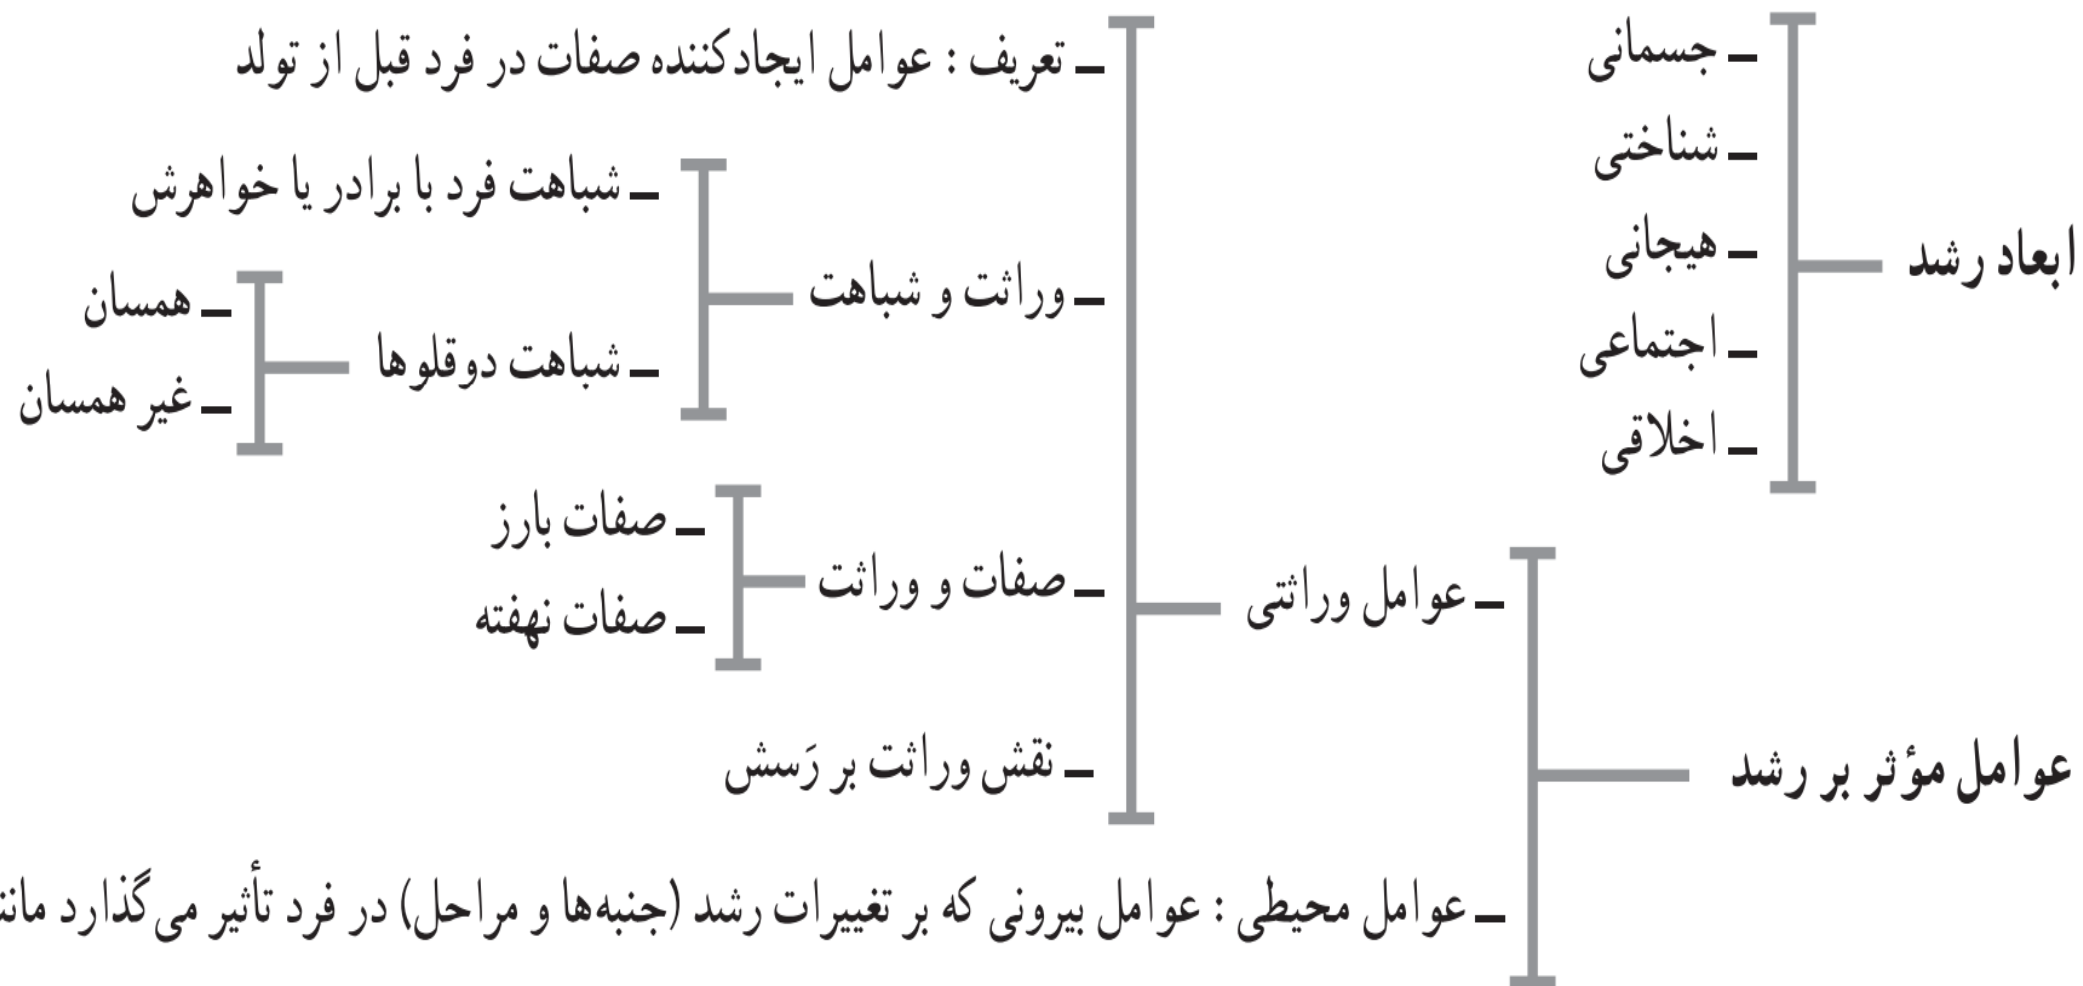 ابعاد رشد
ـ جسمانی
ـ شناختی
ـ هیجانی
ـ اجتماعی
ـ اخلاقی
عوامل مؤثر بر رشد
ـ عوامل وراثتی
ـ تعریف : عوامل ایجادکننده صفات در فرد قبل از تولد
ـ وراثت و شباهت
ـ شباهت فرد با برادر یا خواهرش
ـ شباهت دوقلوها
ـ همسان
ـ غیر همسان
ـ صفات و وراثت
ـ صفات بارز
ـ صفات نهفته
ـ نقش وراثت بر رَسش
ـ عوامل محیطی : عوامل بیرونی که بر تغییرات رشد (جنبه‌ها و مراحل) در فرد تأثیر می‌گذارد